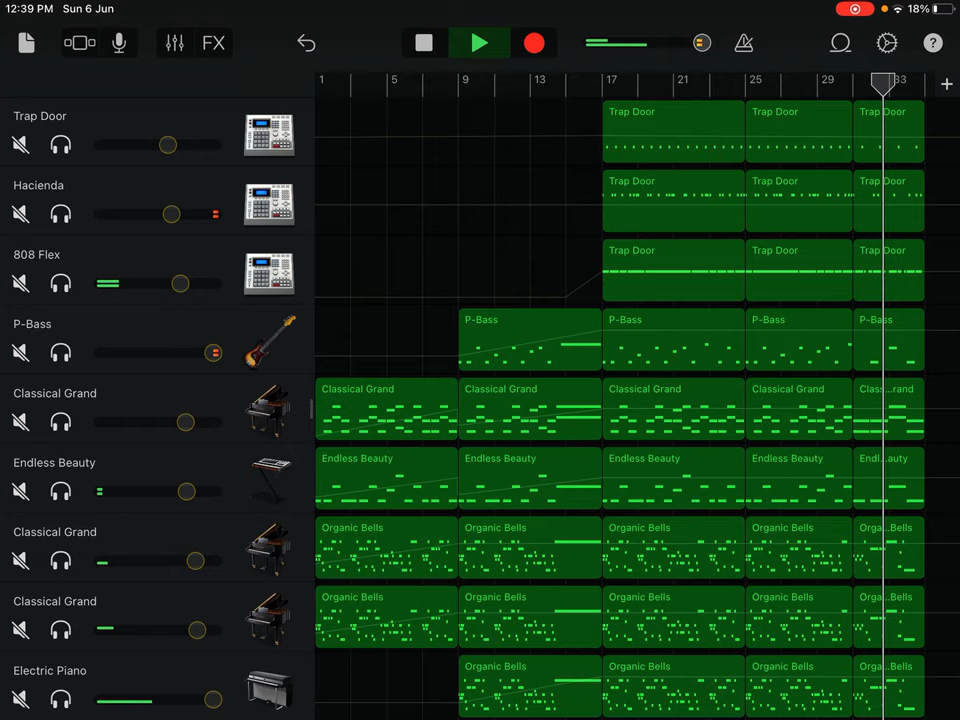 12:39 PM Sun 6 Jun 18%
FX ?
1 5 9 13 17 21 25 29 33 +
Trap Door
Trap Door Trap Door Trap Door
Hacienda
Trap Door Trap Door Trap Door
808 Flex
Trap Door Trap Door Trap Door
P-Bass
P-Bass P-Bass P-Bass P-Bass
Classical Grand
Classical Grand Classical Grand Classical Grand Classical Grand Clas...rand
Endless Beauty
Endless Beauty Endless Beauty Endless Beauty Endless Beauty Endl...auty
Classical Grand
Organic Bells Organic Bells Organic Bells Organic Bells Orga...Bells
Classical Grand
Organic Bells Organic Bells Organic Bells Organic Bells Orga...Bells
Electric Piano
Organic Bells Organic Bells Organic Bells Orga...Bells